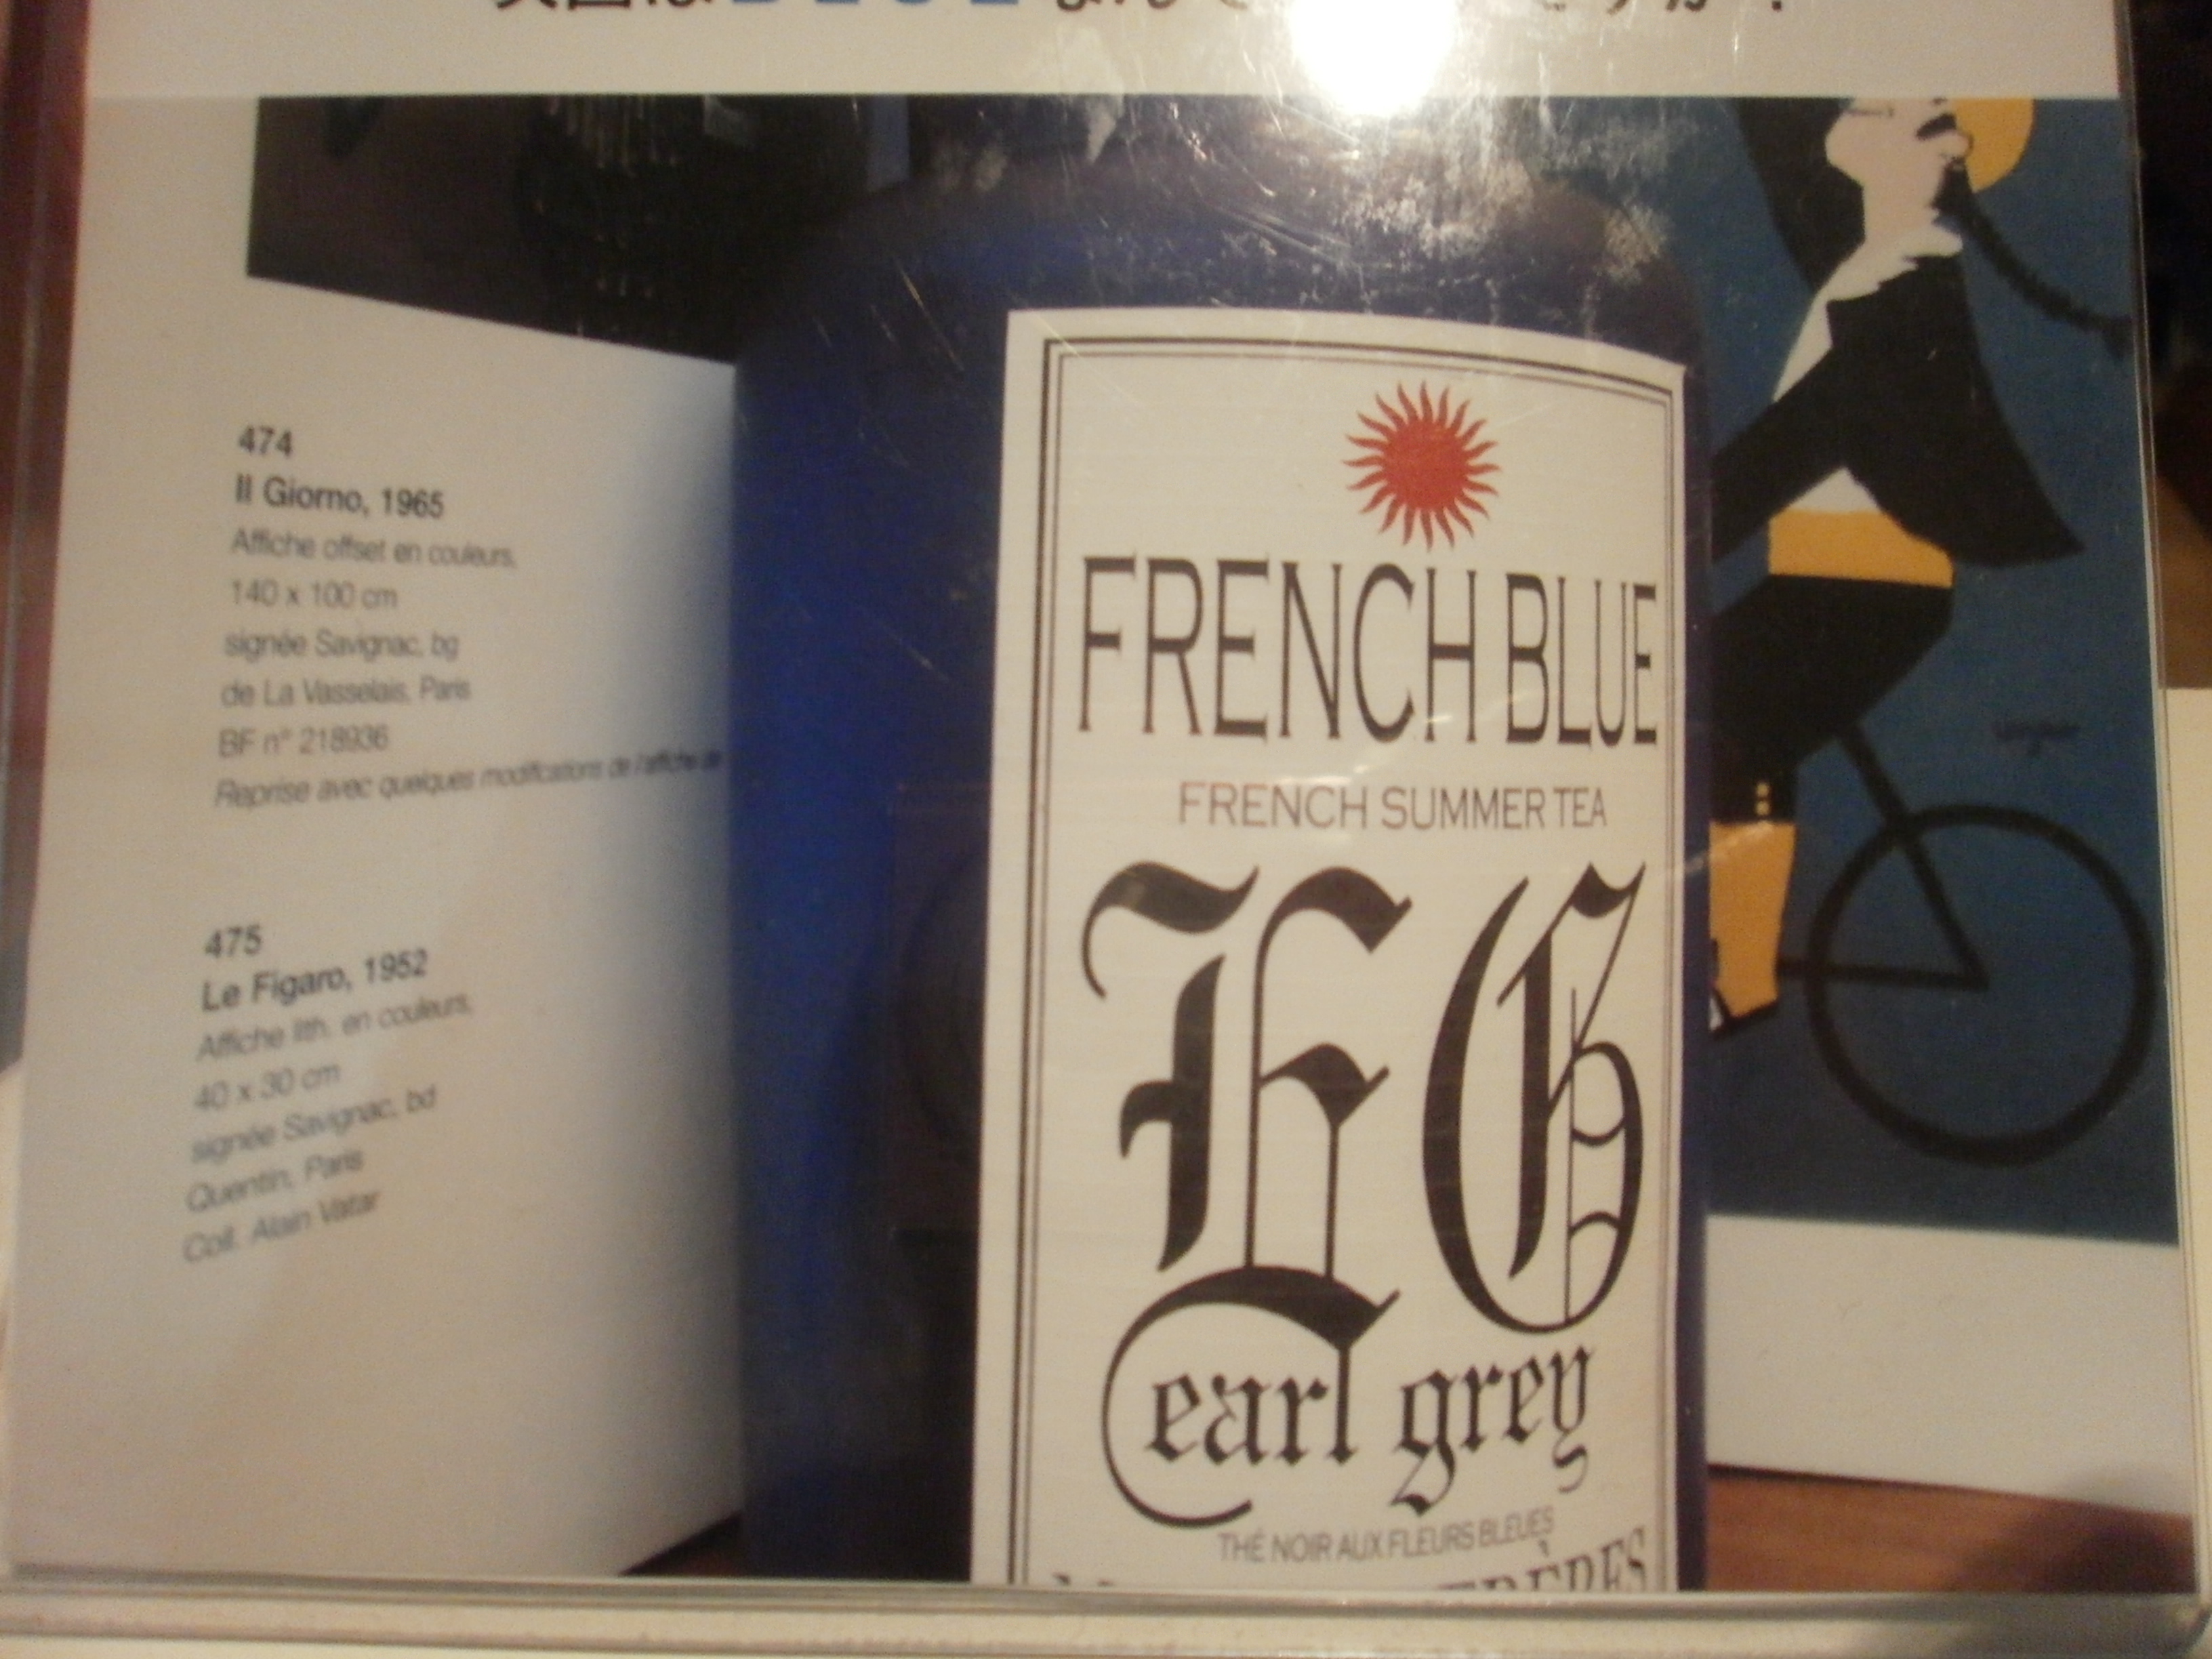 BLUE
474
Il Giorno, 1965
Affiche offset en couleurs,
140 x 100 cm
signée Savignac, bg
de La Vasselais, Paris
BF n° 218936
Reprise avec quelques modifications de l'affiche de
475
Le Figaro, 1952
Affiche lith. en couleurs,
40 x 30 cm
signée Savignac, bd
Quentin, Paris
Coll. Alain Vatar
FRENCH BLUE
FRENCH SUMMER TEA
EG
earl grey
THÉ NOIR AUX FLEURS BLEUES
FRÈRES